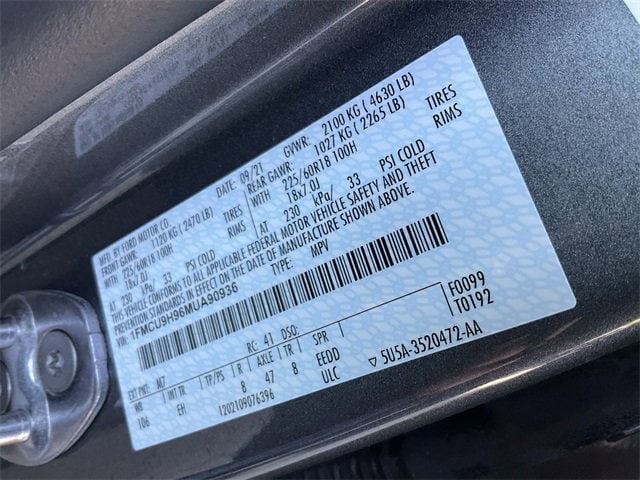 MFD. BY FORD MOTOR CO. DATE: 09/21 GVWR: 2100 KG ( 4630 LB)
FRONT GAWR: 1120 KG (2470 LB) REAR GAWR: 1027 KG ( 2265 LB)
WITH 225/60R18 100H TIRES WITH 225/60R18 100H TIRES
18x7.0J RIMS 18x7.0J RIMS
AT 230 kPa/ 33 PSI COLD AT 230 kPa/ 33 PSI COLD
THIS VEHICLE CONFORMS TO ALL APPLICABLE FEDERAL MOTOR VEHICLE SAFETY AND THEFT
PREVENTION STANDARDS IN EFFECT ON THE DATE OF MANUFACTURE SHOWN ABOVE.
VIN: 1FMCU9H96MUA90936 TYPE: MPV
F0099
T0192
EXT PNT: M7 RC: 41 DSO:
WB INT TR TP/PS R AXLE TR SPR
106 EH 8 47 8 EEDD
1202109076396 ULC 5U5A-3520472-AA